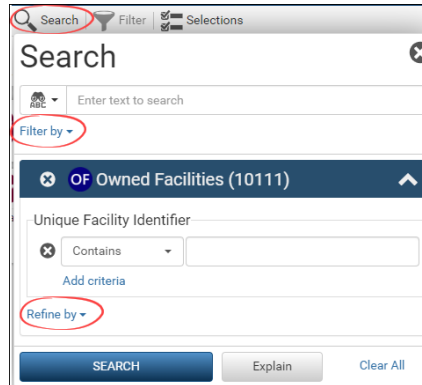 Search Filter Selections
Search
ABC Enter text to search
Filter by
OF Owned Facilities (10111)
Unique Facility Identifier
Contains
Add criteria
Refine by
SEARCH Explain Clear All